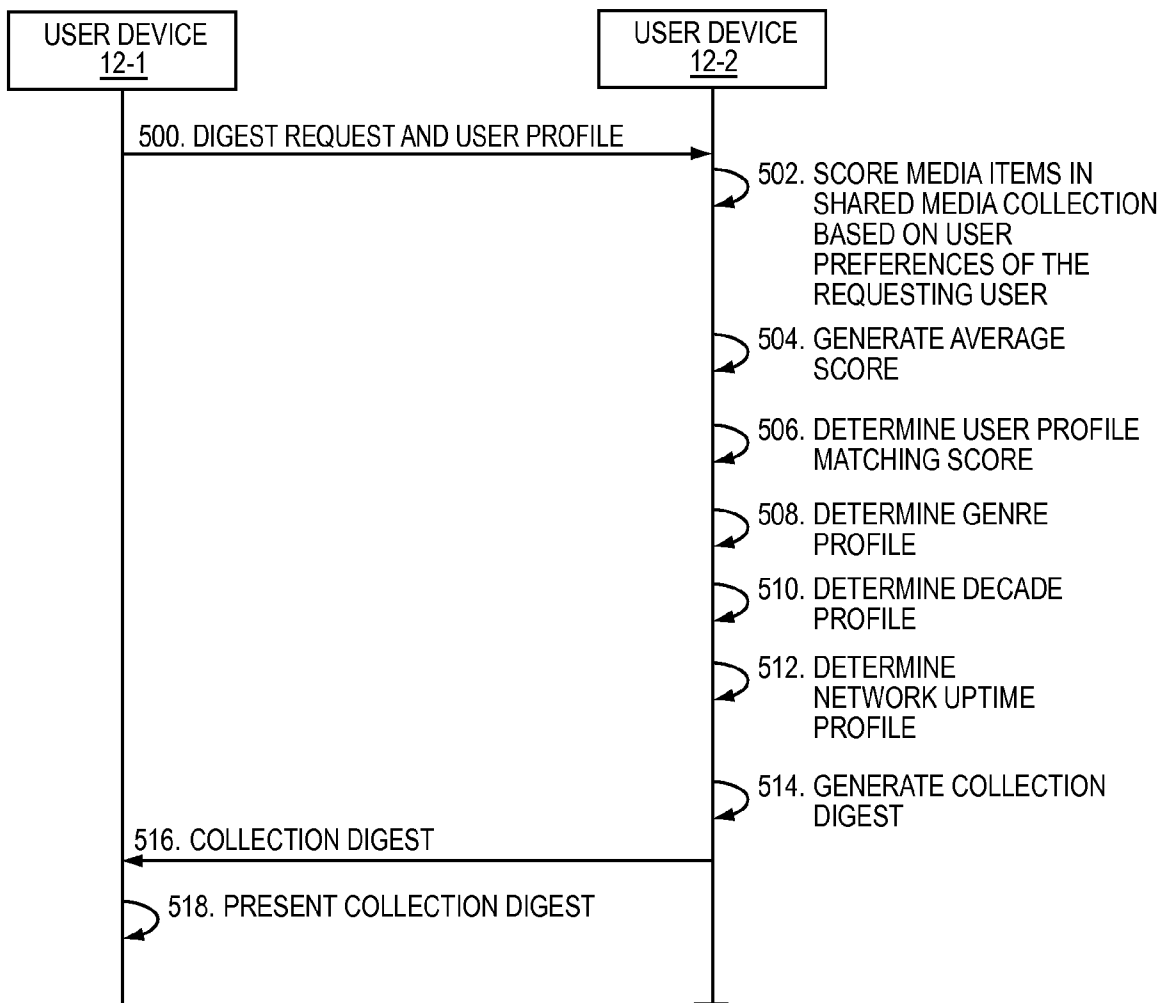 USER DEVICE
12-1
USER DEVICE
12-2
500. DIGEST REQUEST AND USER PROFILE
502. SCORE MEDIA ITEMS IN
SHARED MEDIA COLLECTION
BASED ON USER
PREFERENCES OF THE
REQUESTING USER
504. GENERATE AVERAGE
SCORE
506. DETERMINE USER PROFILE
MATCHING SCORE
508. DETERMINE GENRE
PROFILE
510. DETERMINE DECADE
PROFILE
512. DETERMINE
NETWORK UPTIME
PROFILE
514. GENERATE COLLECTION
DIGEST
516. COLLECTION DIGEST
518. PRESENT COLLECTION DIGEST